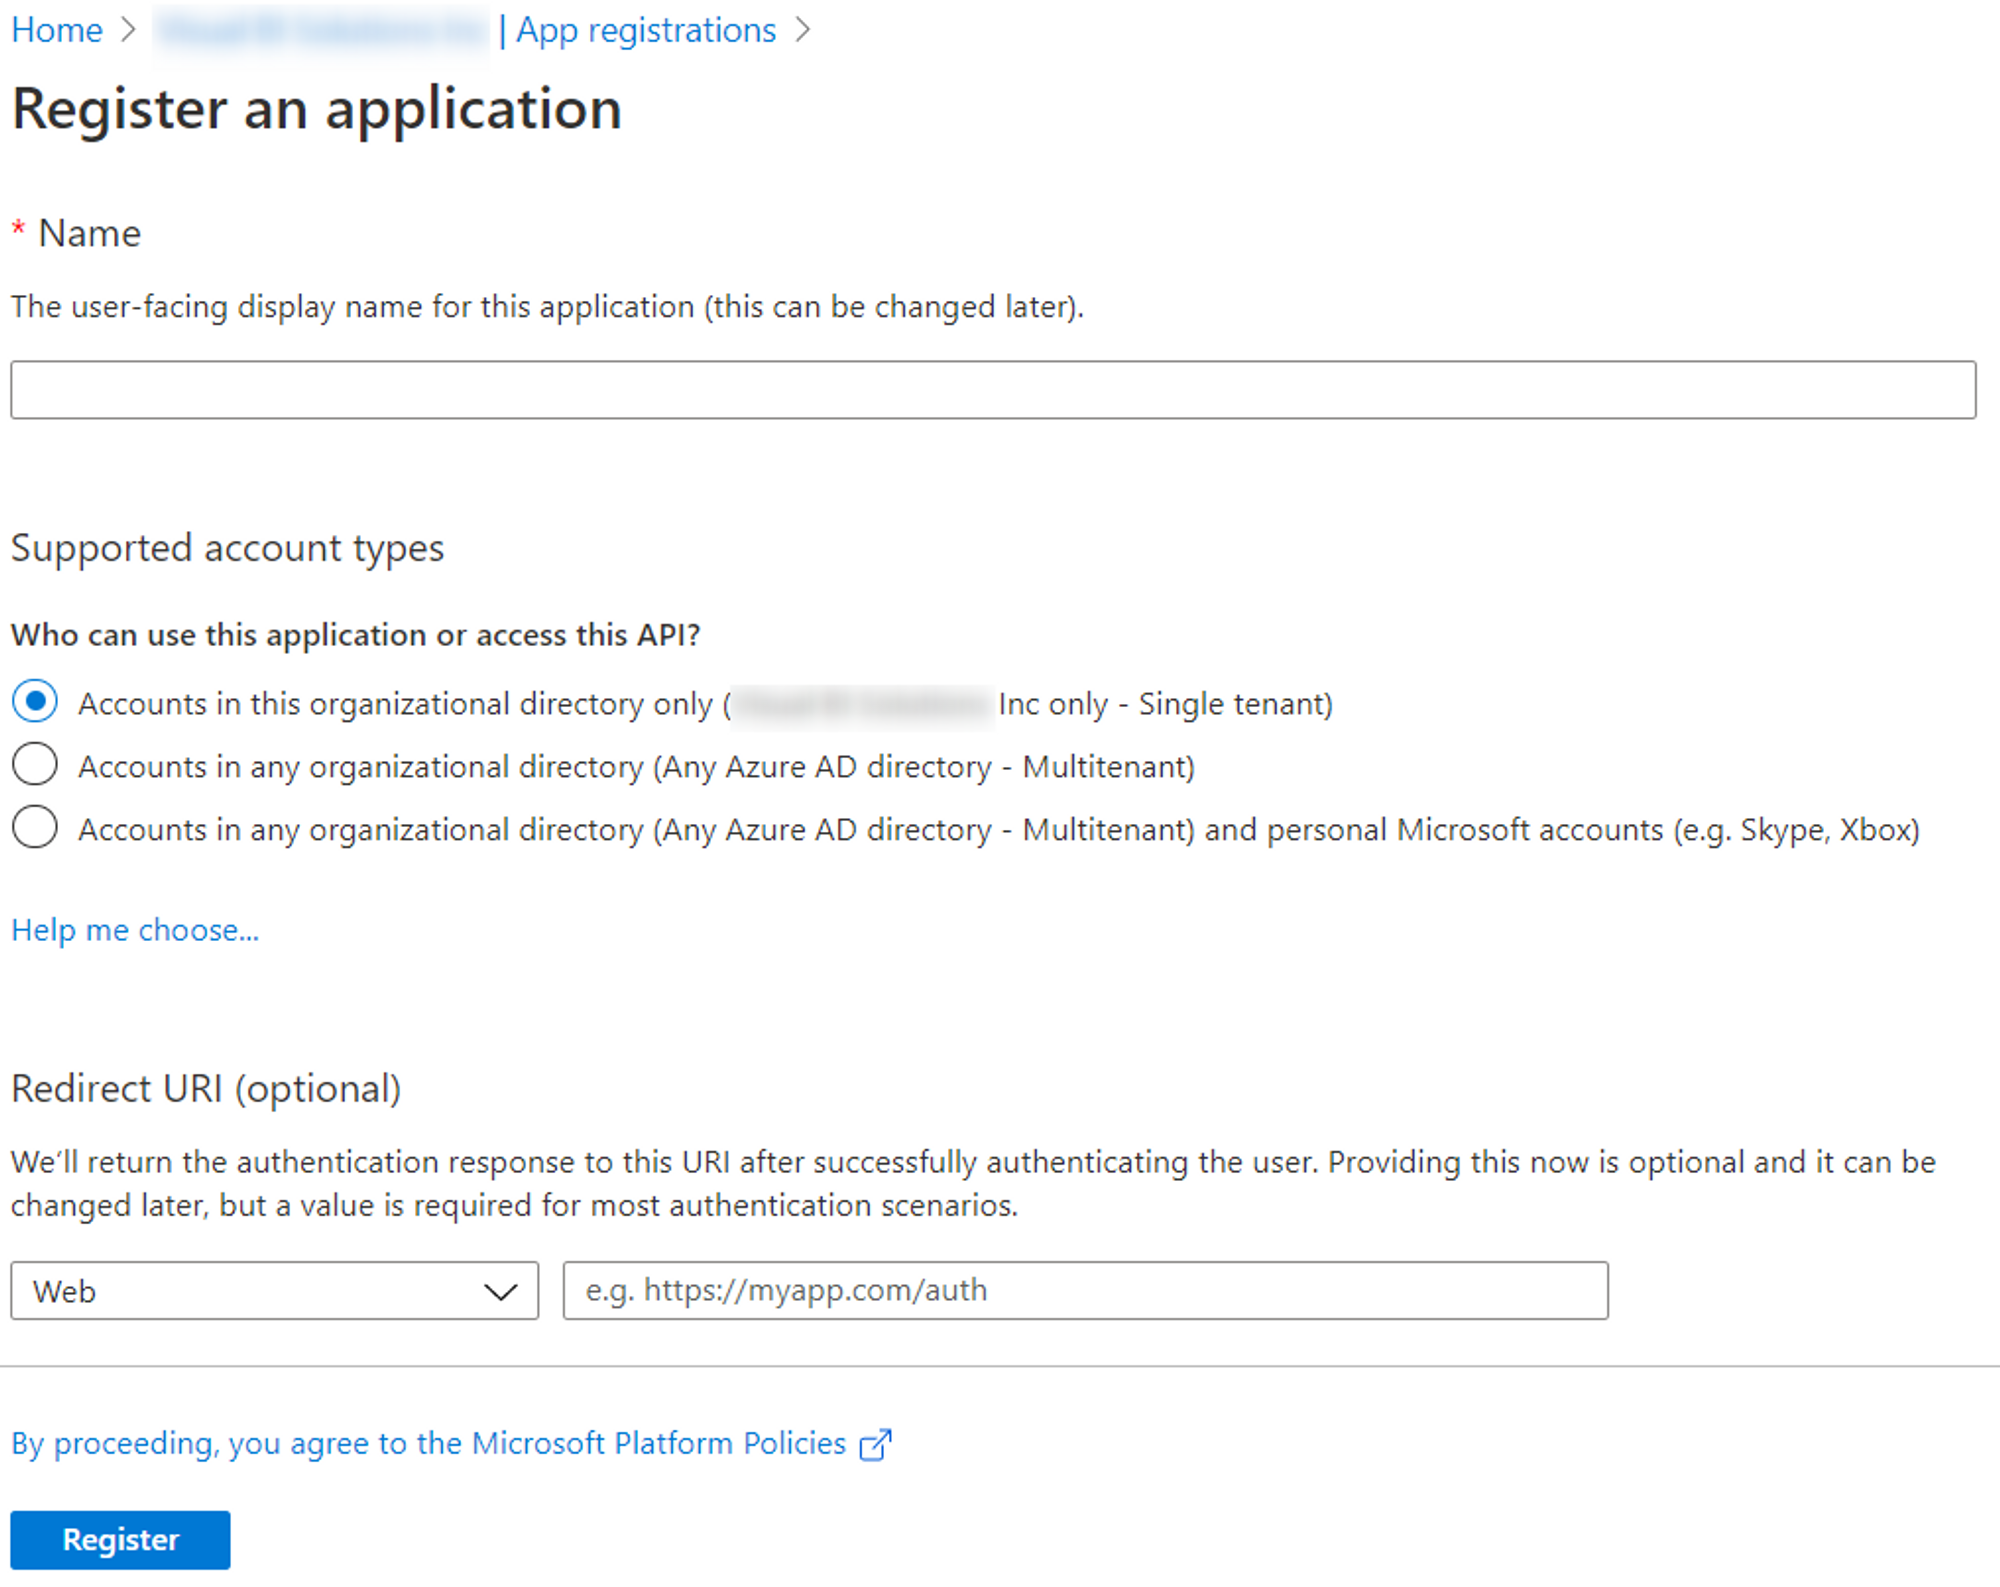 Home > | App registrations >
Register an application
* Name
The user-facing display name for this application (this can be changed later).
Supported account types
Who can use this application or access this API?
Accounts in this organizational directory only ( Inc only - Single tenant)
Accounts in any organizational directory (Any Azure AD directory - Multitenant)
Accounts in any organizational directory (Any Azure AD directory - Multitenant) and personal Microsoft accounts (e.g. Skype, Xbox)
Help me choose...
Redirect URI (optional)
We'll return the authentication response to this URI after successfully authenticating the user. Providing this now is optional and it can be
changed later, but a value is required for most authentication scenarios.
Web e.g. https://myapp.com/auth
By proceeding, you agree to the Microsoft Platform Policies
Register